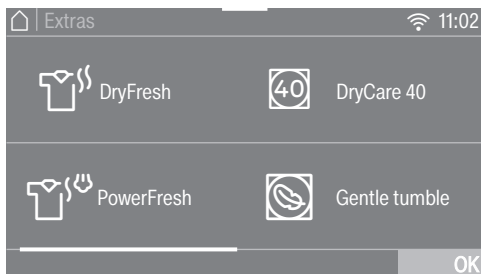 Extras 11:02
DryFresh
40 DryCare 40
PowerFresh
Gentle tumble
OK